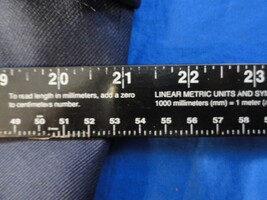 9 20 21 22 23
To read length in millimeters, add a zero
to centimeters number.
LINEAR METRIC UNITS AND SY
1000 millimeters (mm) = 1 meter
49 50 51 52 53 54 55 56 57 58